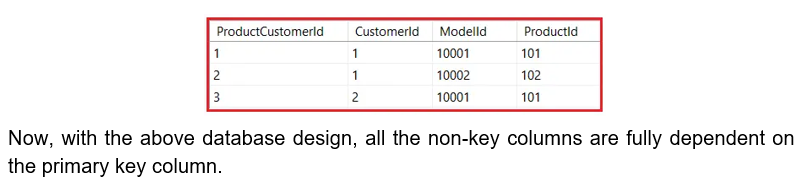 ProductCustomerId CustomerId ModelId ProductId
1 1 10001 101
2 1 10002 102
3 2 10001 101
Now, with the above database design, all the non-key columns are fully dependent on
the primary key column.